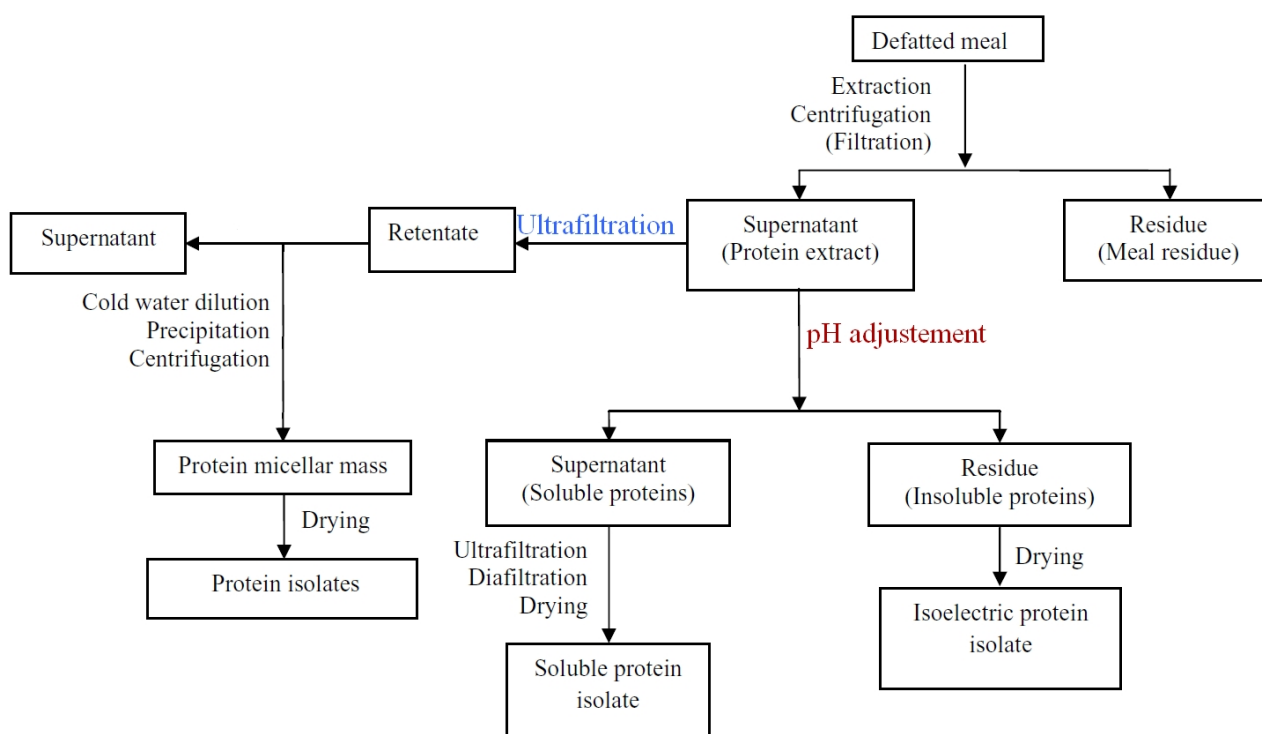 Defatted meal
Extraction
Centrifugation
(Filtration)
Supernatant
Retentate
Ultrafiltration
Supernatant
(Protein extract)
Residue
(Meal residue)
Cold water dilution
Precipitation
Centrifugation
pH adjustement
Protein micellar mass
Supernatant
(Soluble proteins)
Residue
(Insoluble proteins)
Drying
Ultrafiltration
Diafiltration
Drying
Drying
Protein isolates
Isoelectric protein
isolate
Soluble protein
isolate